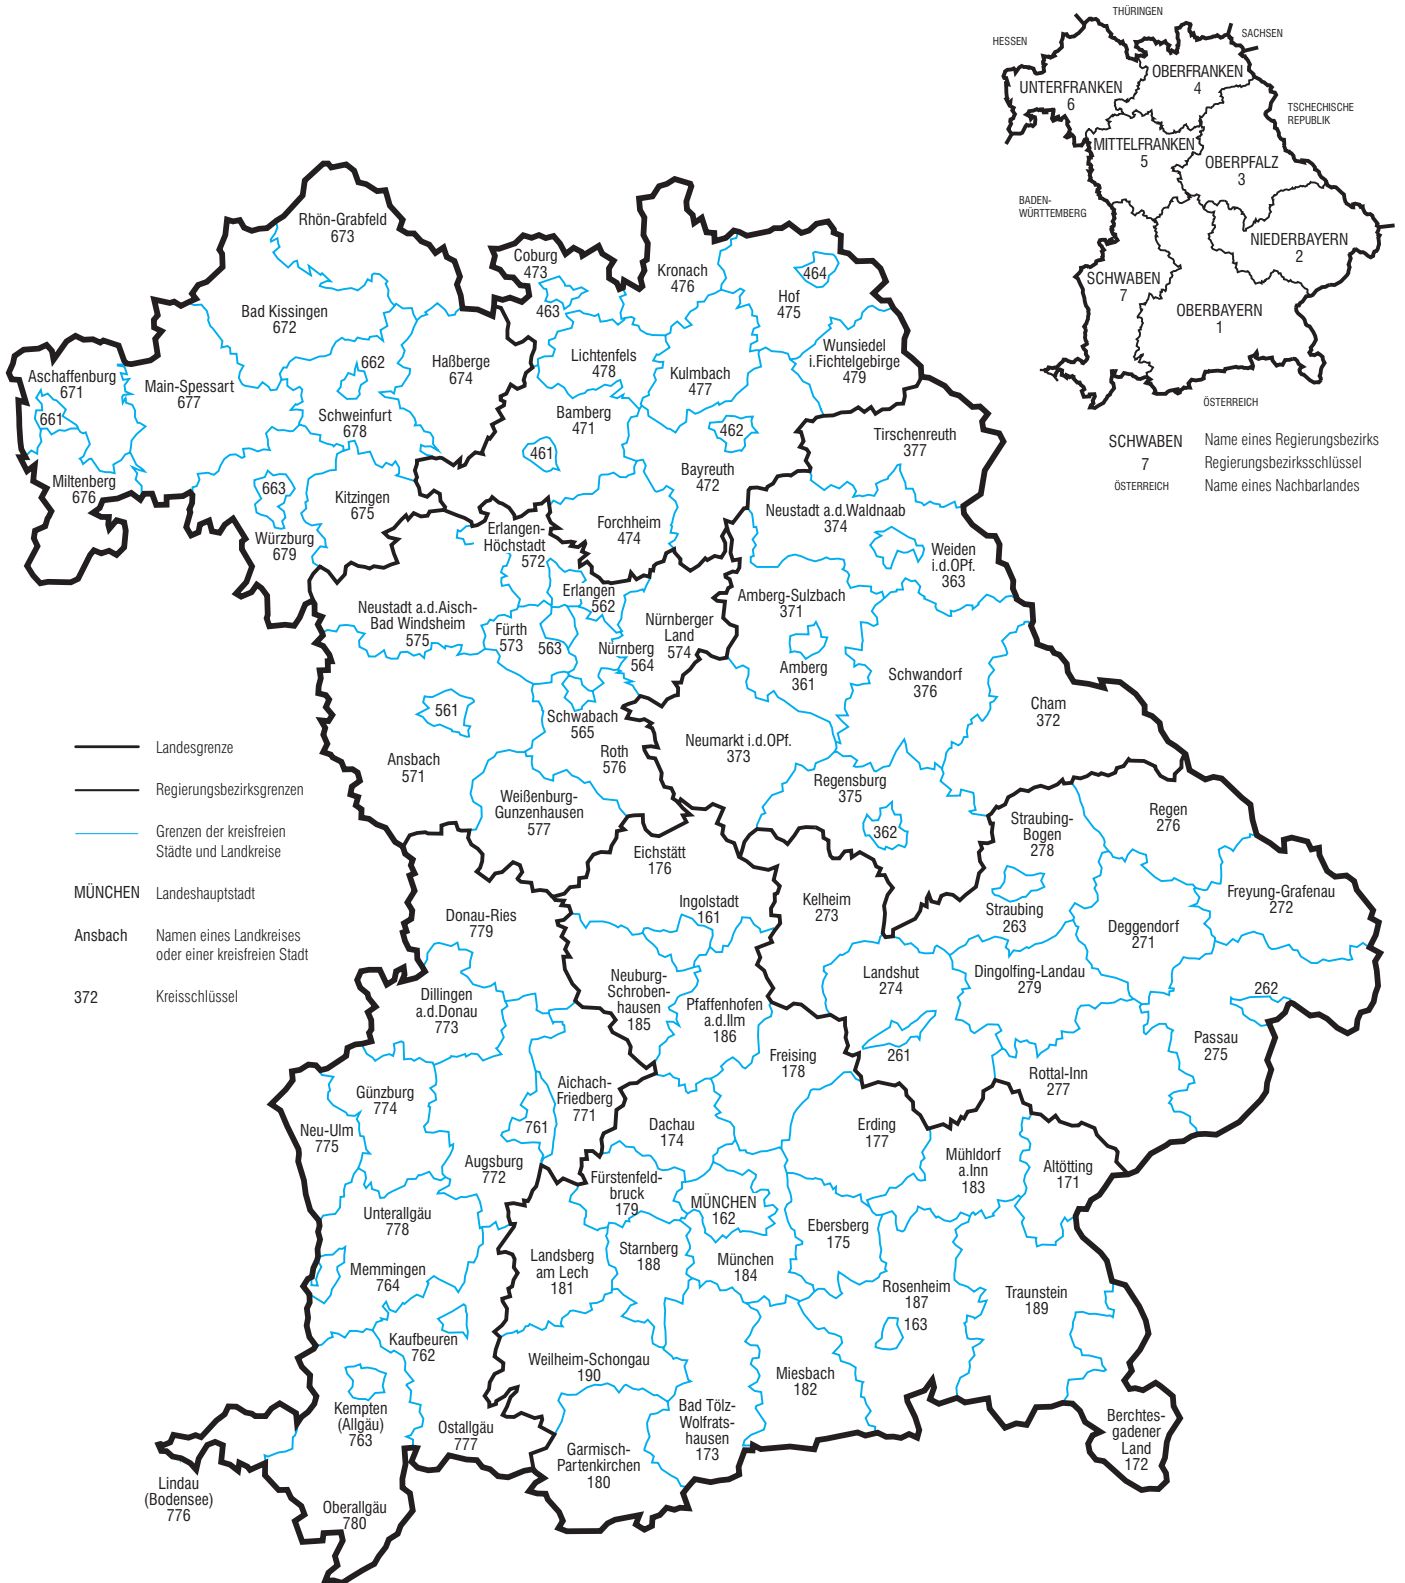 THÜRINGEN
HESSEN
SACHSEN
OBERFRANKEN
4
UNTERFRANKEN
6
TSCHECHISCHE
REPUBLIK
MITTELFRANKEN
5
OBERPFALZ
3
BADEN-
WÜRTTEMBERG
NIEDERBAYERN
2
SCHWABEN
7
OBERBAYERN
1
ÖSTERREICH
SCHWABEN Name eines Regierungsbezirks
7 Regierungsbezirksschlüssel
ÖSTERREICH Name eines Nachbarlandes
Rhön-Grabfeld
673
Coburg
473
463
Kronach
476
464
Hof
475
Bad Kissingen
672
Haßberge
674
Lichtenfels
478
Kulmbach
477
Wunsiedel
i.Fichtelgebirge
479
Aschaffenburg
671
661
Main-Spessart
677
662
Schweinfurt
678
Bamberg
471
461
462
Bayreuth
472
Tirschenreuth
377
Miltenberg
676
663
Würzburg
679
Kitzingen
675
Forchheim
474
Neustadt a.d.Waldnaab
374
Weiden
i.d.OPf.
363
Erlangen-
Höchstadt
572
Erlangen
562
Neustadt a.d.Aisch-
Bad Windsheim
575
Fürth
573
563
Nürnberg
564
Nürnberger
Land
574
Amberg-Sulzbach
371
Amberg
361
Schwandorf
376
Cham
372
561
Ansbach
571
Schwabach
565
Roth
576
Neumarkt i.d.OPf.
373
Regensburg
375
362
Weißenburg-
Gunzenhausen
577
Landesgrenze
Regierungsbezirksgrenzen
Grenzen der kreisfreien
Städte und Landkreise
MÜNCHEN Landeshauptstadt
Ansbach Namen eines Landkreises
oder einer kreisfreien Stadt
372 Kreisschlüssel
Eichstätt
176
Ingolstadt
161
Kelheim
273
Straubing-
Bogen
278
Straubing
263
Regen
276
Freyung-Grafenau
272
Deggendorf
271
Donau-Ries
779
Dillingen
a.d.Donau
773
Neuburg-
Schroben-
hausen
185
Pfaffenhofen
a.d.Ilm
186
Landshut
274
261
Dingolfing-Landau
279
262
Passau
275
Rottal-Inn
277
Freising
178
Günzburg
774
Neu-Ulm
775
Aichach-
Friedberg
771
761
Augsburg
772
Dachau
174
Erding
177
Mühldorf
a.Inn
183
Altötting
171
Fürstenfeld-
bruck
179
MÜNCHEN
162
Unterallgäu
778
Memmingen
764
Landsberg
am Lech
181
Starnberg
188
München
184
Ebersberg
175
Rosenheim
187
163
Traunstein
189
Kaufbeuren
762
Weilheim-Schongau
190
Miesbach
182
Kempten
(Allgäu)
763
Ostallgäu
777
Garmisch-
Partenkirchen
180
Bad Tölz-
Wolfrats-
hausen
173
Berchtes-
gadener
Land
172
Lindau
(Bodensee)
776
Oberallgäu
780